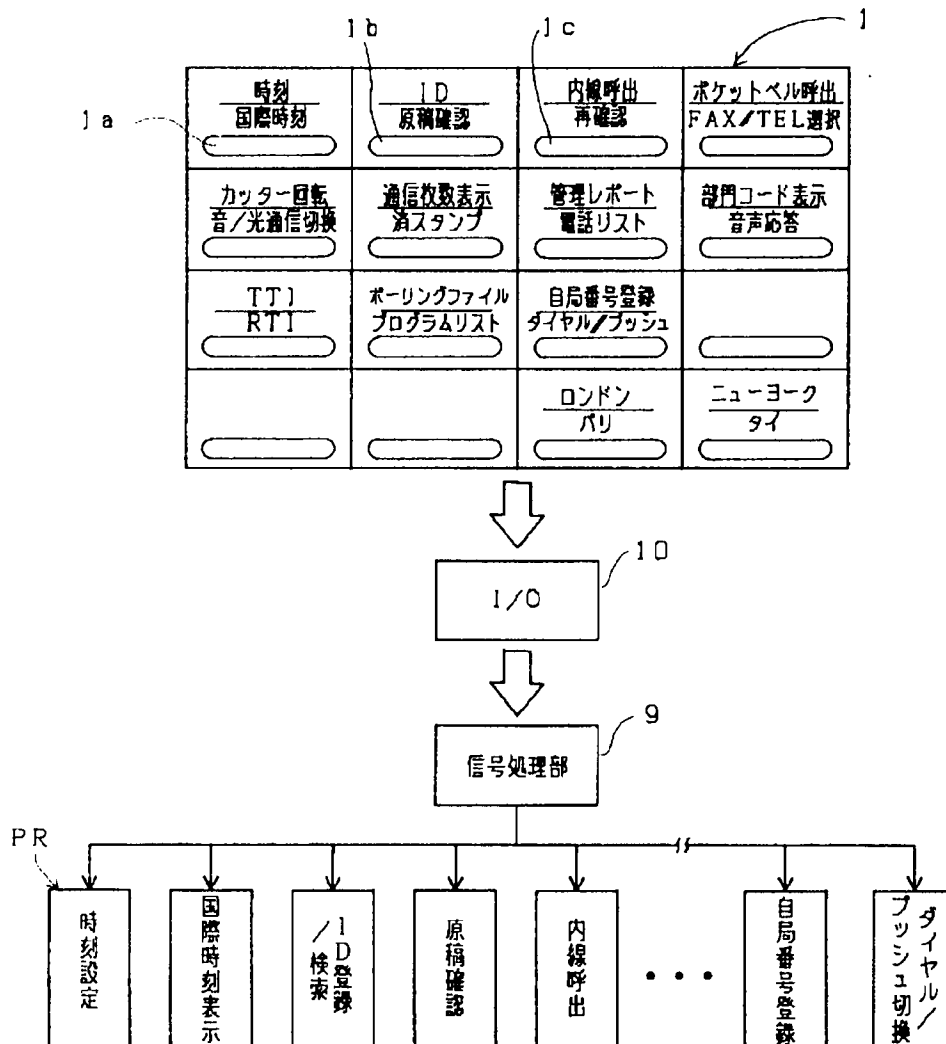 1b
1c
1
1a
時刻
国際時刻
ID
原稿確認
内線呼出
再確認
ポケットベル呼出
FAX/TEL選択
カッター回転
音/光通信切換
通信枚数表示
済スタンプ
管理レポート
電話リスト
部門コード表示
音声応答
TTI
RTI
ポーリングファイル
プログラムリスト
自局番号登録
ダイヤル/プッシュ
ロンドン
パリ
ニューヨーク
タイ
10
I/O
9
信号処理部
PR
時刻設定
国際時刻表示
ID登録
/検索
原稿確認
内線呼出
・・・
自局番号登録
ダイヤル/
プッシュ切換